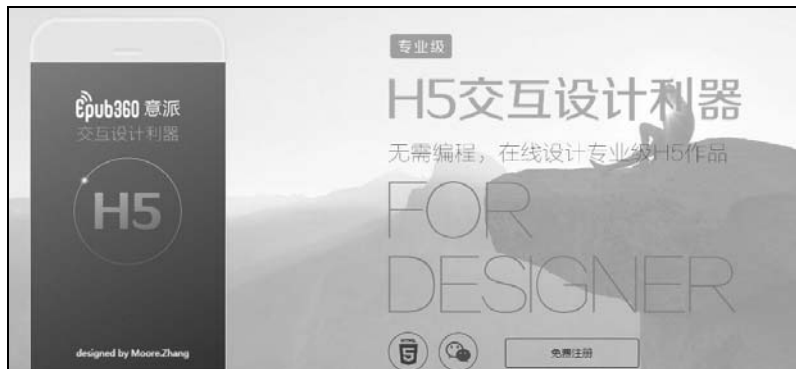 Epub360 意派
交互设计利器
H5
designed by Moore.Zhang
专业级
H5交互设计利器
无需编程，在线设计专业级H5作品
FOR
DESIGNER
HTML
5
免费注册